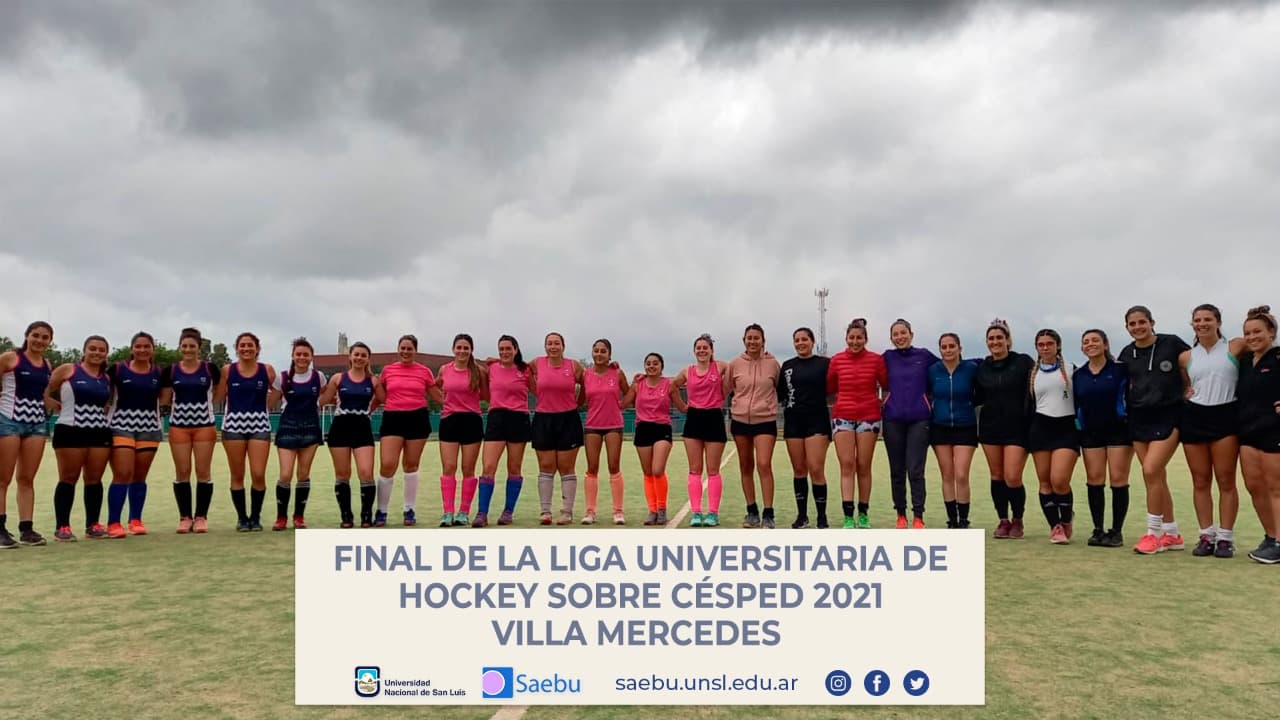 FINAL DE LA LIGA UNIVERSITARIA DE
HOCKEY SOBRE CÉSPED 2021
VILLA MERCEDES
Universidad
Nacional de San Luis
Saebu
saebu.unsl.edu.ar
Reebok